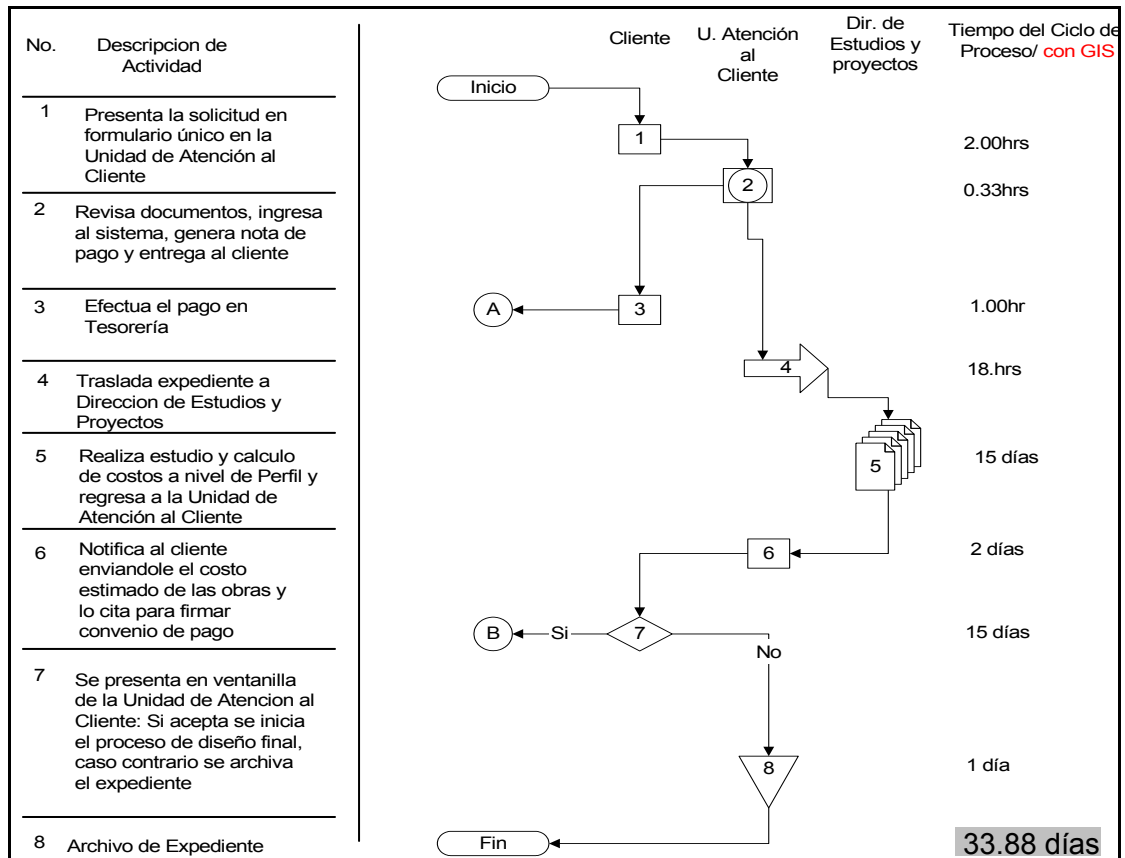 No.
Descripcion de
Actividad
Cliente
U. Atención
al
Cliente
Dir. de
Estudios y
proyectos
Tiempo del Ciclo de
Proceso/ con GIS
Inicio
1
Presenta la solicitud en
formulario único en la
Unidad de Atención al
Cliente
1
2.00hrs
2
Revisa documentos, ingresa
al sistema, genera nota de
pago y entrega al cliente
2
0.33hrs
3
Efectua el pago en
Tesorería
A
3
1.00hr
4
Traslada expediente a
Direccion de Estudios y
Proyectos
4
18.hrs
5
Realiza estudio y calculo
de costos a nivel de Perfil y
regresa a la Unidad de
Atención al Cliente
5
15 días
6
Notifica al cliente
enviandole el costo
estimado de las obras y
lo cita para firmar
convenio de pago
6
2 días
B
Si
7
No
15 días
7
Se presenta en ventanilla
de la Unidad de Atencion al
Cliente: Si acepta se inicia
el proceso de diseño final,
caso contrario se archiva
el expediente
8
1 día
8
Archivo de Expediente
Fin
33.88 días